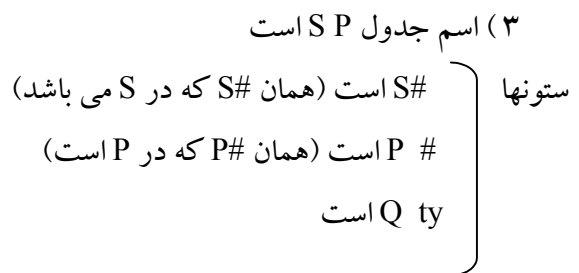 ۳) اسم جدول S P است
ستونها S# است (همان S# که در S می باشد)
P # است (همان P# که در P است)
Q ty است